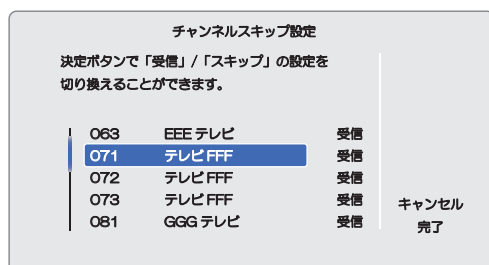 チャンネルスキップ設定
決定ボタンで「受信」/「スキップ」の設定を
切り換えることができます。
063 EEE テレビ 受信
071 テレビ FFF 受信
072 テレビ FFF 受信
073 テレビ FFF 受信
081 GGG テレビ 受信
キャンセル
完了